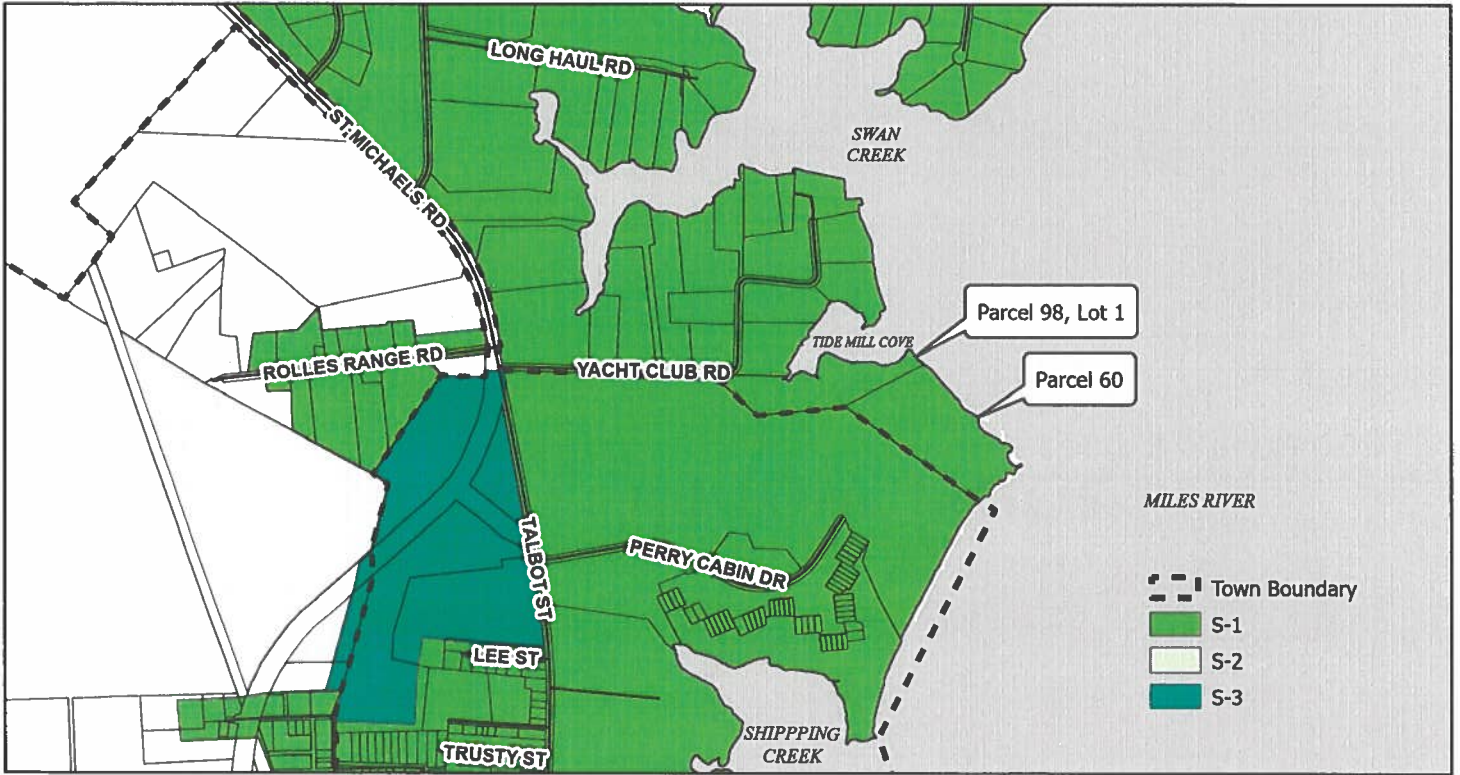 LONG HAUL RD
ST. MICHAELS RD
SWAN
CREEK
Parcel 98, Lot 1
TIDE MILL COVE
ROLLES RANGE RD
YACHT CLUB RD
Parcel 60
MILES RIVER
TALBOT ST
PERRY CABIN DR
Town Boundary
S-1
LEE ST
S-2
S-3
SHIPPPING
CREEK
TRUSTY ST